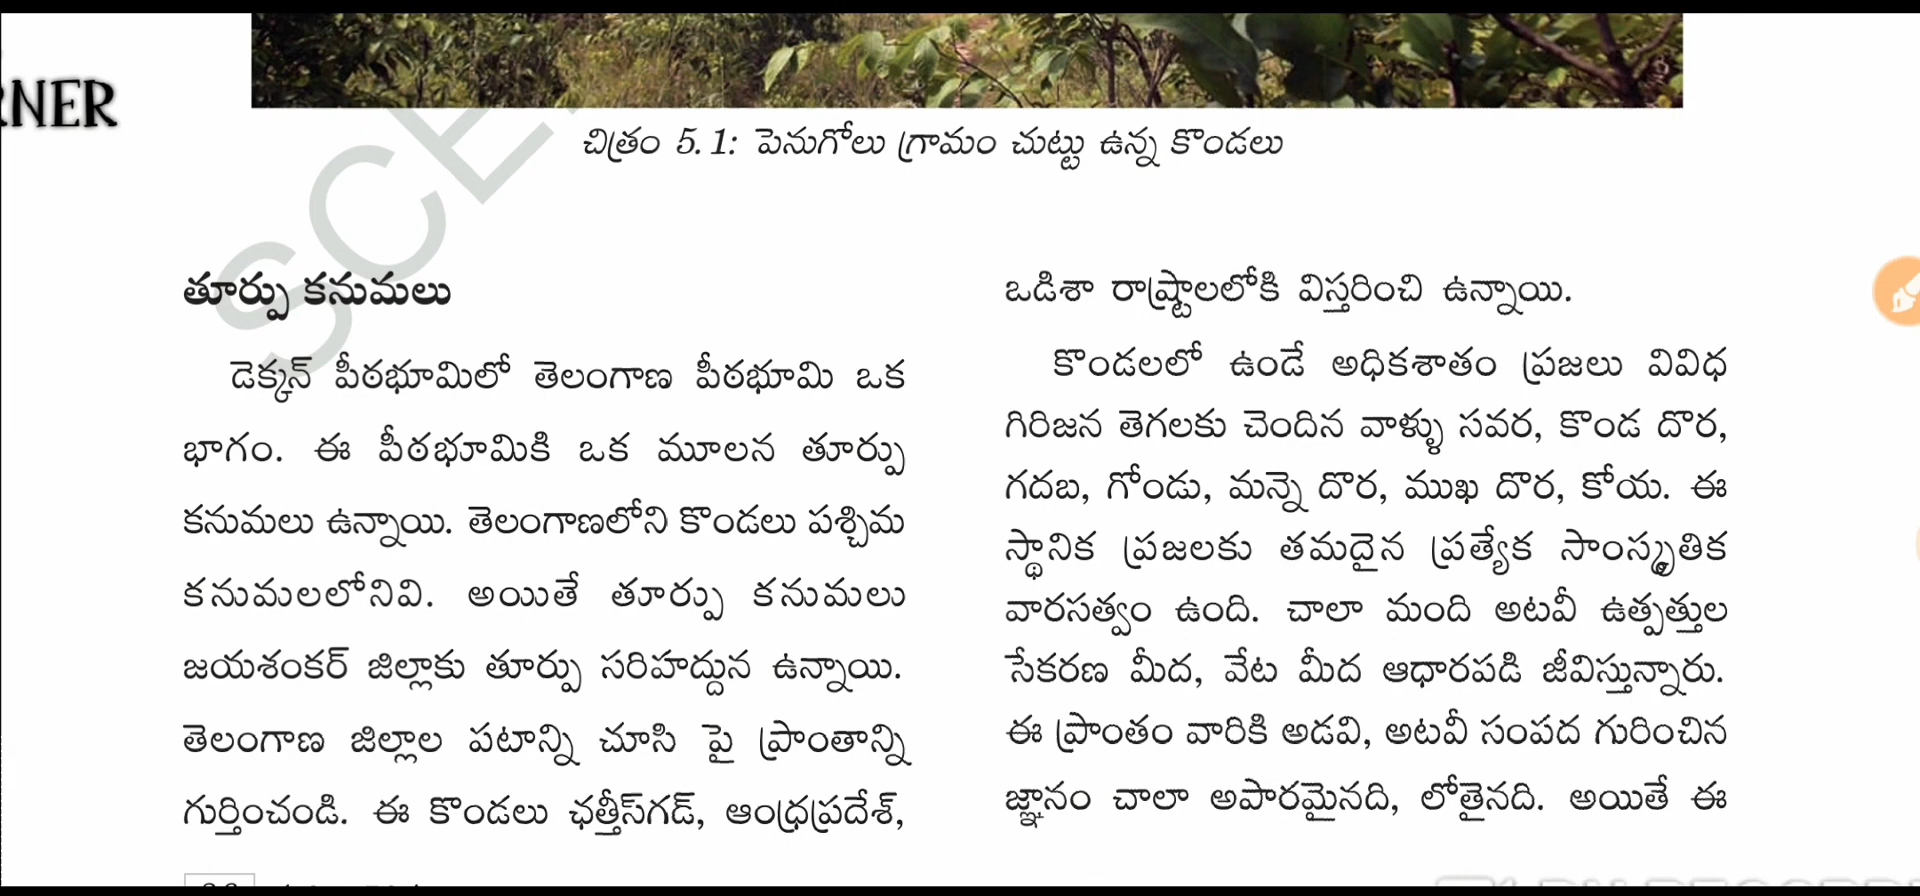 RNER
SCE
చిత్రం 5.1: పెనుగోలు గ్రామం చుట్టు ఉన్న కొండలు
తూర్పు కనుమలు
డెక్కన్ పీఠభూమిలో తెలంగాణ పీఠభూమి ఒక
భాగం. ఈ పీఠభూమికి ఒక మూలన తూర్పు
కనుమలు ఉన్నాయి. తెలంగాణలోని కొండలు పశ్చిమ
కనుమలలోనివి. అయితే తూర్పు కనుమలు
జయశంకర్ జిల్లాకు తూర్పు సరిహద్దున ఉన్నాయి.
తెలంగాణ జిల్లాల పటాన్ని చూసి పై ప్రాంతాన్ని
గుర్తించండి. ఈ కొండలు ఛత్తీస్‌గడ్, ఆంధ్రప్రదేశ్,
ఒడిశా రాష్ట్రాలలోకి విస్తరించి ఉన్నాయి.
కొండలలో ఉండే అధికశాతం ప్రజలు వివిధ
గిరిజన తెగలకు చెందిన వాళ్ళు సవర, కొండ దొర,
గదబ, గోండు, మన్నె దొర, ముఖ దొర, కోయ. ఈ
స్థానిక ప్రజలకు తమదైన ప్రత్యేక సాంస్కృతిక
వారసత్వం ఉంది. చాలా మంది అటవీ ఉత్పత్తుల
సేకరణ మీద, వేట మీద ఆధారపడి జీవిస్తున్నారు.
ఈ ప్రాంతం వారికి అడవి, అటవీ సంపద గురించిన
జ్ఞానం చాలా అపారమైనది, లోతైనది. అయితే ఈ